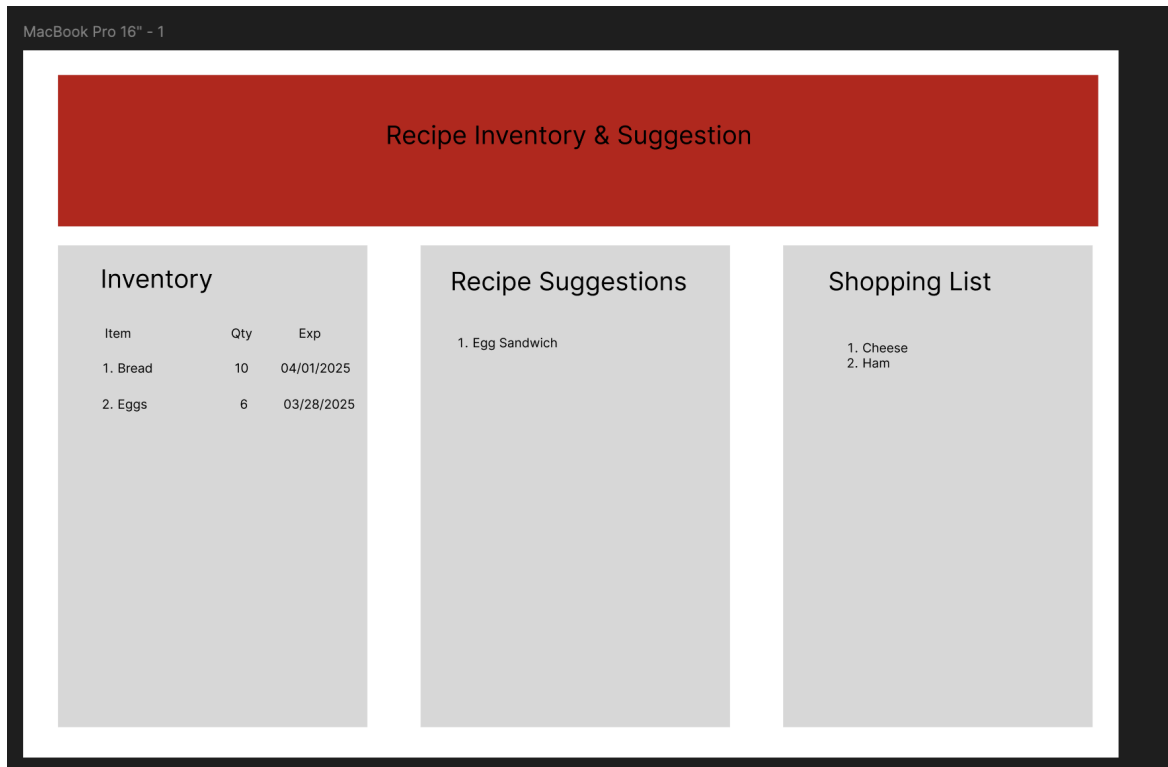 MacBook Pro 16" - 1
Recipe Inventory & Suggestion
Inventory
Item Qty Exp
1. Bread 10 04/01/2025
2. Eggs 6 03/28/2025
Recipe Suggestions
1. Egg Sandwich
Shopping List
1. Cheese
2. Ham